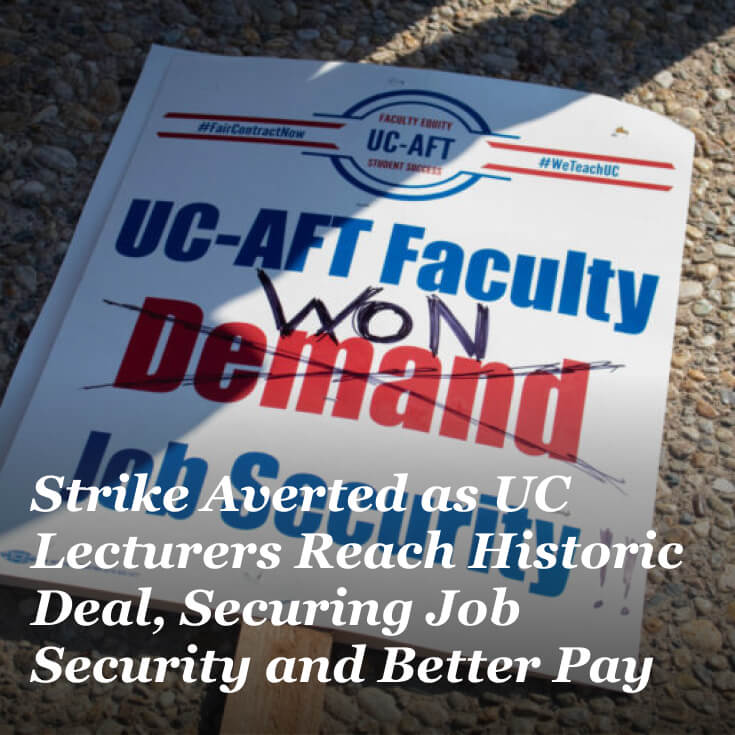 FACULTY EQUITY
#FairContractNow
UC-AFT
#WeTeachUC
STUDENT SUCCESS
UC-AFT Faculty
WON
Demand
Job Security !!
Strike Averted as UC
Lecturers Reach Historic
Deal, Securing Job
Security and Better Pay